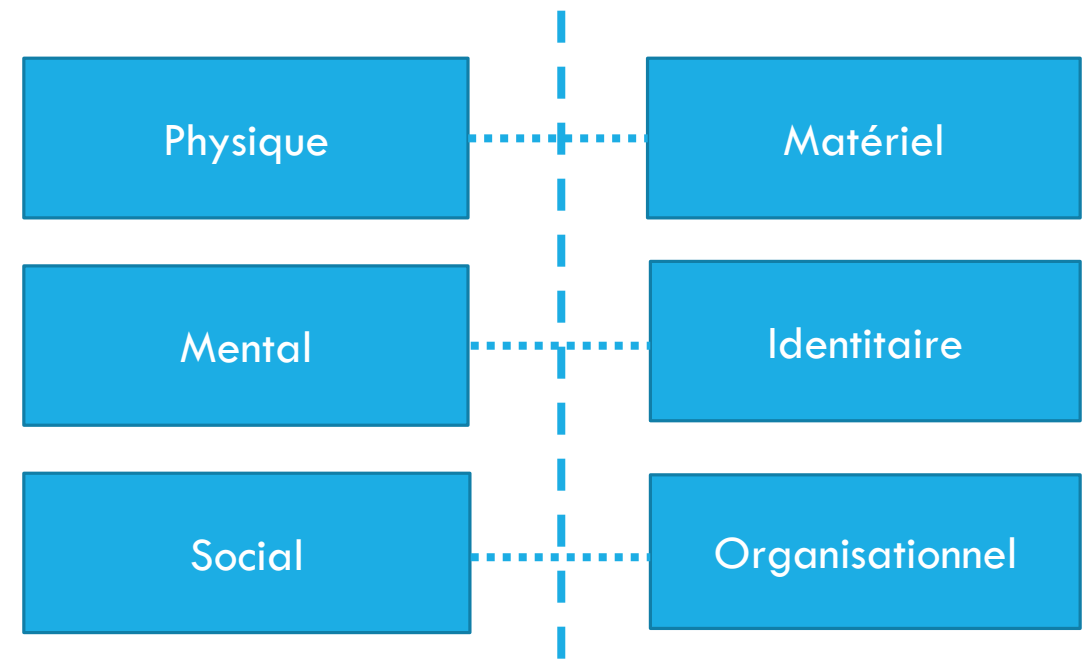 Physique
Matériel
Mental
Identitaire
Social
Organisationnel